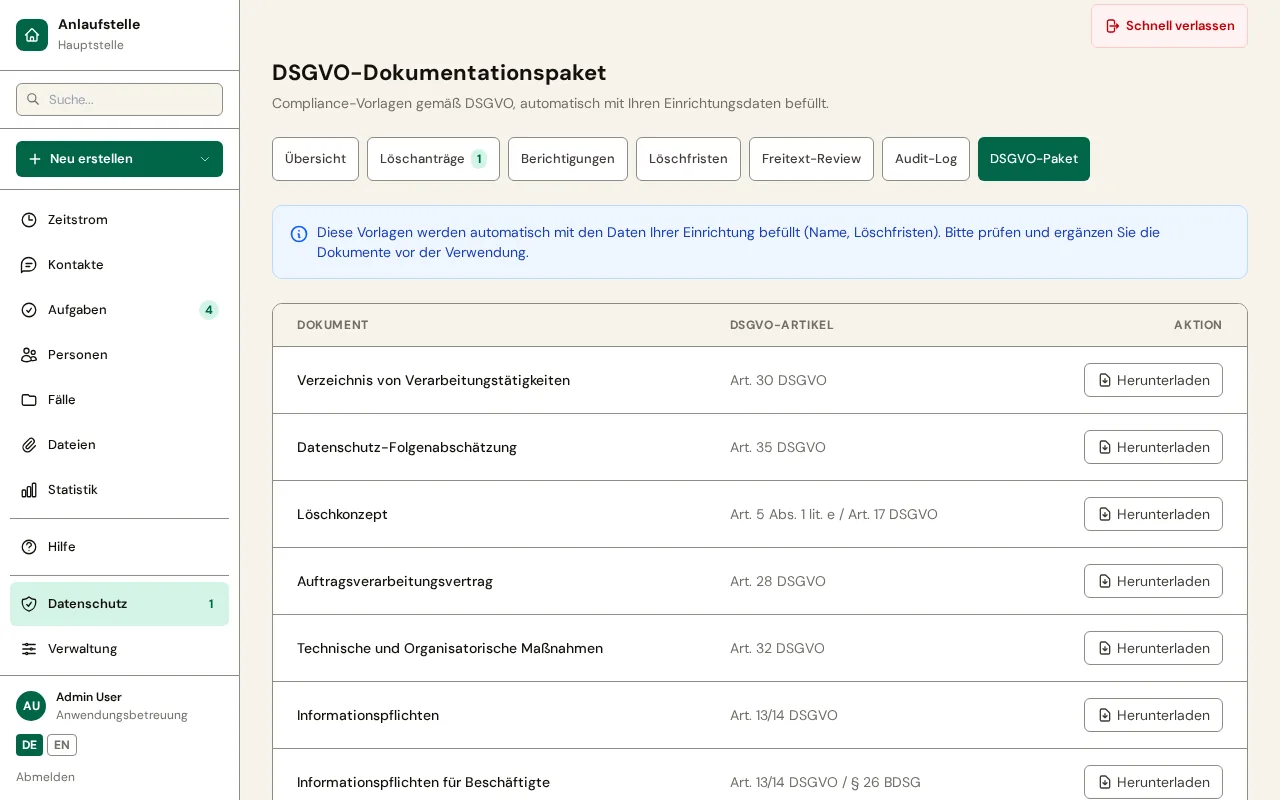 Anlaufstelle
Hauptstelle
Suche...
Neu erstellen
Zeitstrom
Kontakte
Aufgaben 4
Personen
Fälle
Dateien
Statistik
Hilfe
Datenschutz 1
Verwaltung
AU
Admin User
Anwendungsbetreuung
DE EN
Abmelden
Schnell verlassen
DSGVO-Dokumentationspaket
Compliance-Vorlagen gemäß DSGVO, automatisch mit Ihren Einrichtungsdaten befüllt.
Übersicht Löschanträge 1 Berichtigungen Löschfristen Freitext-Review Audit-Log DSGVO-Paket
Diese Vorlagen werden automatisch mit den Daten Ihrer Einrichtung befüllt (Name, Löschfristen). Bitte prüfen und ergänzen Sie die
Dokumente vor der Verwendung.
DOKUMENT DSGVO-ARTIKEL AKTION
Verzeichnis von Verarbeitungstätigkeiten Art. 30 DSGVO Herunterladen
Datenschutz-Folgenabschätzung Art. 35 DSGVO Herunterladen
Löschkonzept Art. 5 Abs. 1 lit. e / Art. 17 DSGVO Herunterladen
Auftragsverarbeitungsvertrag Art. 28 DSGVO Herunterladen
Technische und Organisatorische Maßnahmen Art. 32 DSGVO Herunterladen
Informationspflichten Art. 13/14 DSGVO Herunterladen
Informationspflichten für Beschäftigte Art. 13/14 DSGVO / § 26 BDSG Herunterladen